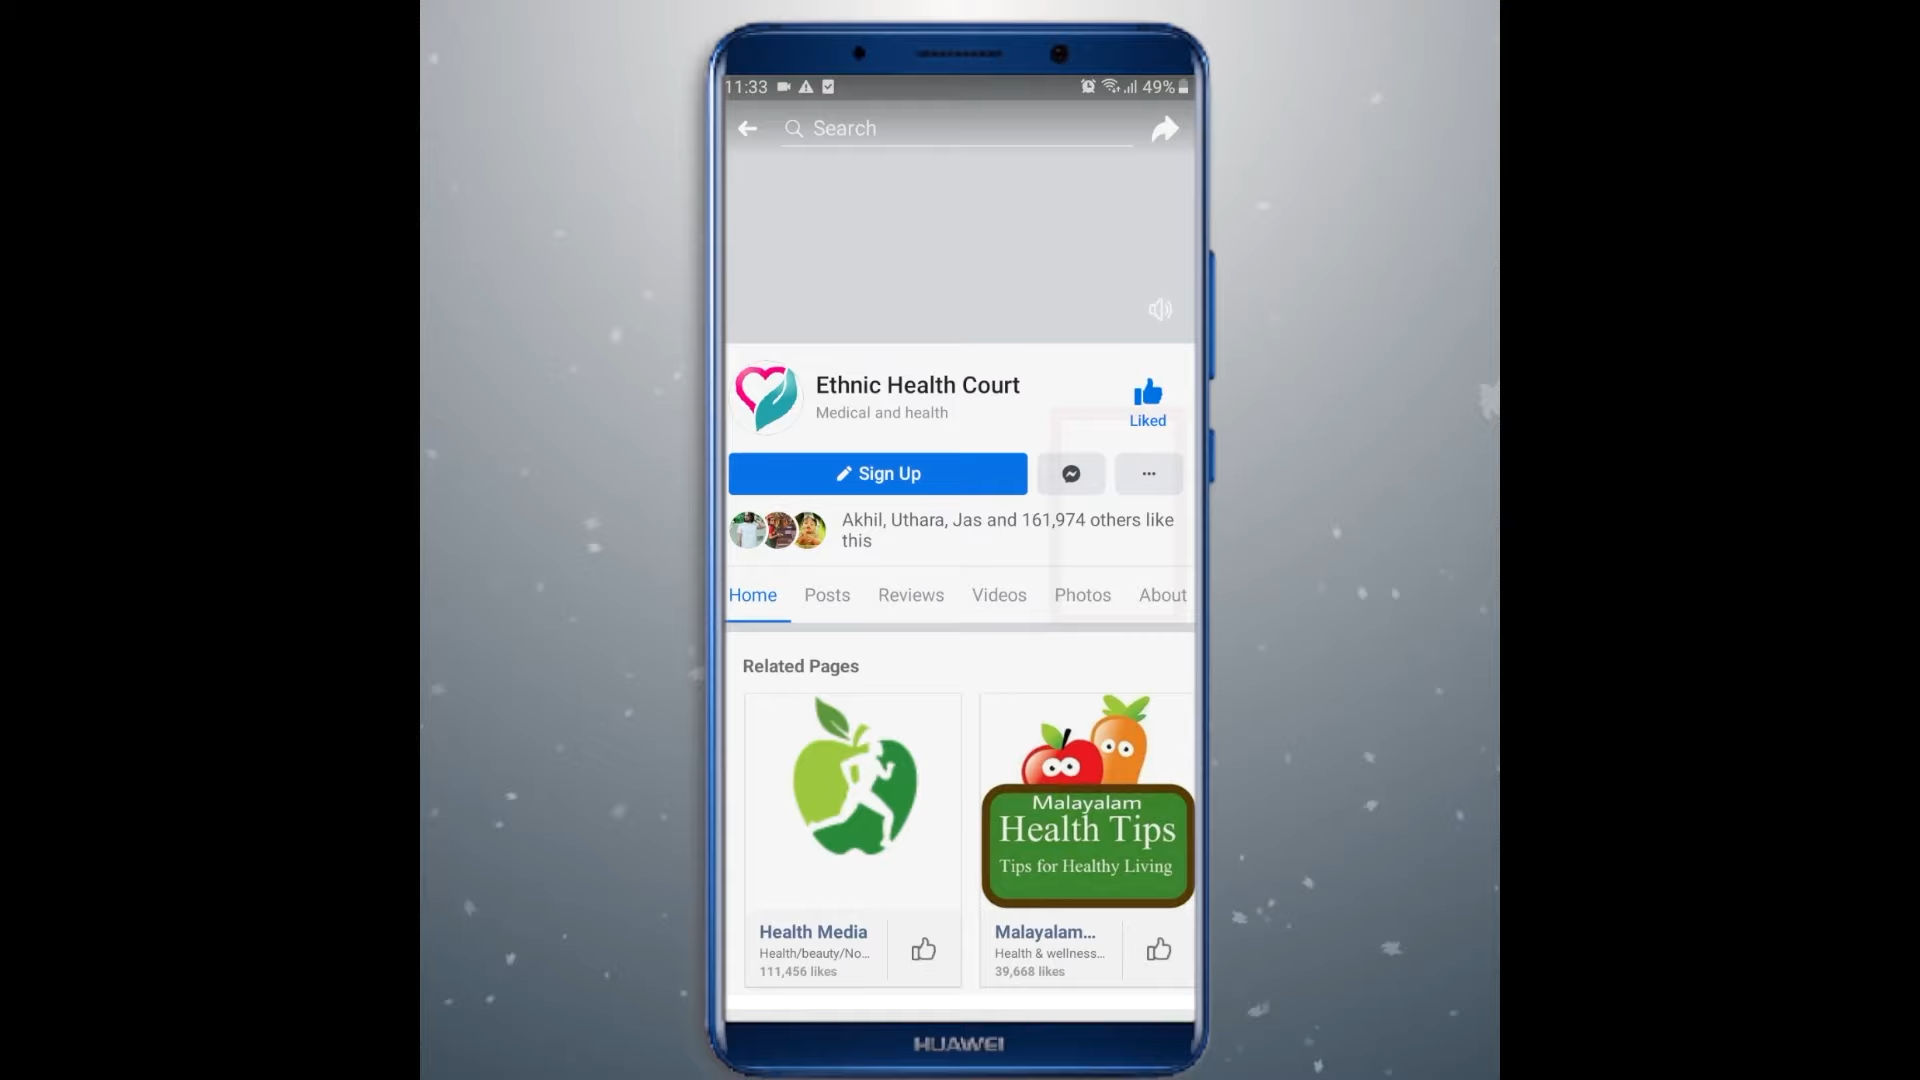 11:33
49%
Search
Ethnic Health Court
Medical and health
Liked
Sign Up
Akhil, Uthara, Jas and 161,974 others like
this
Home Posts Reviews Videos Photos About
Related Pages
Malayalam
Health Tips
Tips for Healthy Living
Health Media
Health/beauty/No...
111,456 likes
Malayalam...
Health & wellness...
39,668 likes
HUAWEI